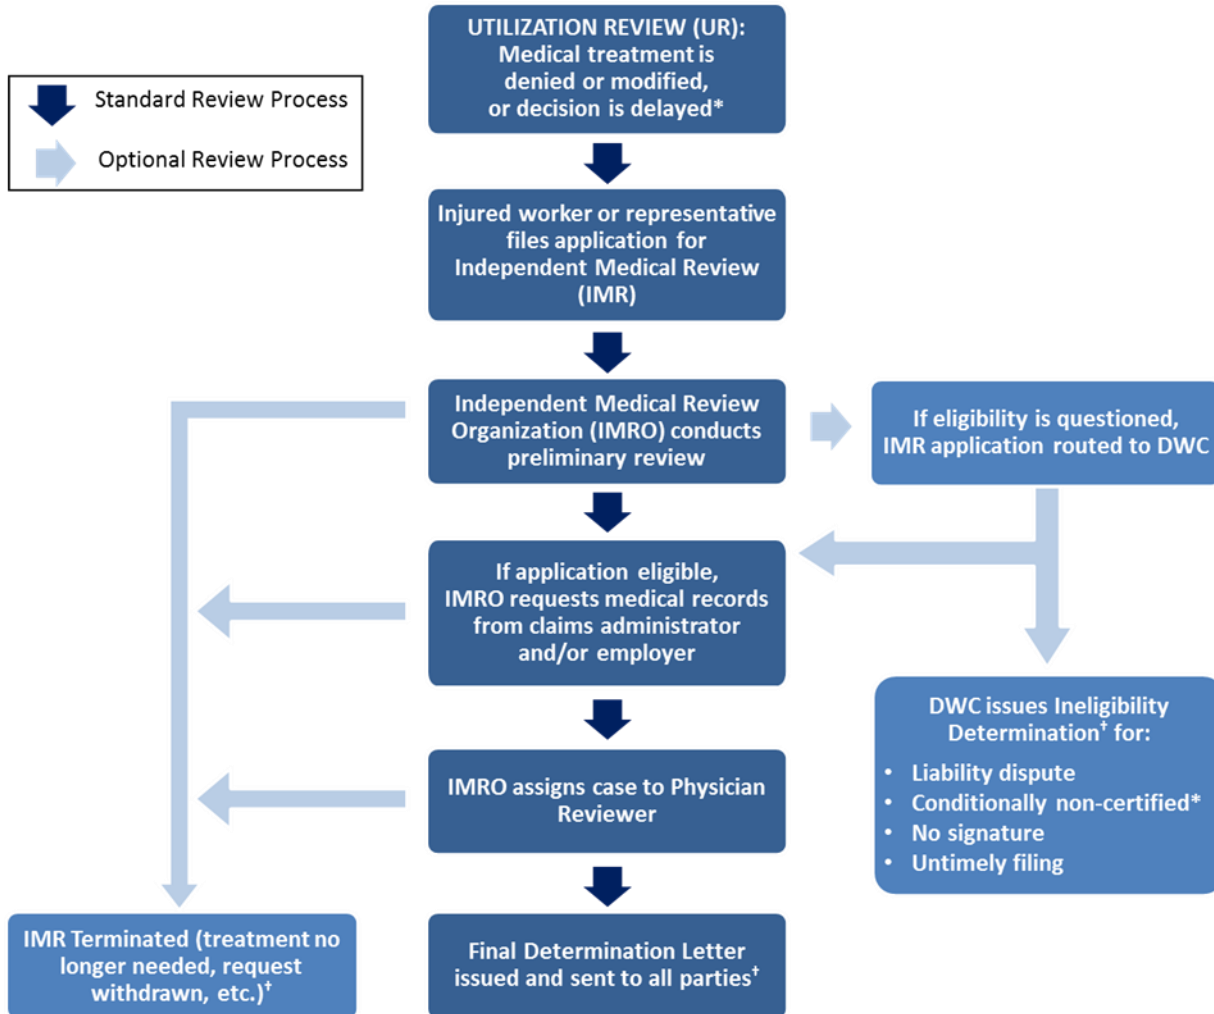 UTILIZATION REVIEW (UR):
Medical treatment is
denied or modified,
or decision is delayed*
Standard Review Process
Optional Review Process
Injured worker or representative
files application for
Independent Medical Review
(IMR)
Independent Medical Review
Organization (IMRO) conducts
preliminary review
If eligibility is questioned,
IMR application routed to DWC
If application eligible,
IMRO requests medical records
from claims administrator
and/or employer
DWC issues Ineligibility
Determination† for:
• Liability dispute
• Conditionally non-certified*
• No signature
• Untimely filing
IMRO assigns case to Physician
Reviewer
IMR Terminated (treatment no
longer needed, request
withdrawn, etc.)†
Final Determination Letter
issued and sent to all parties†